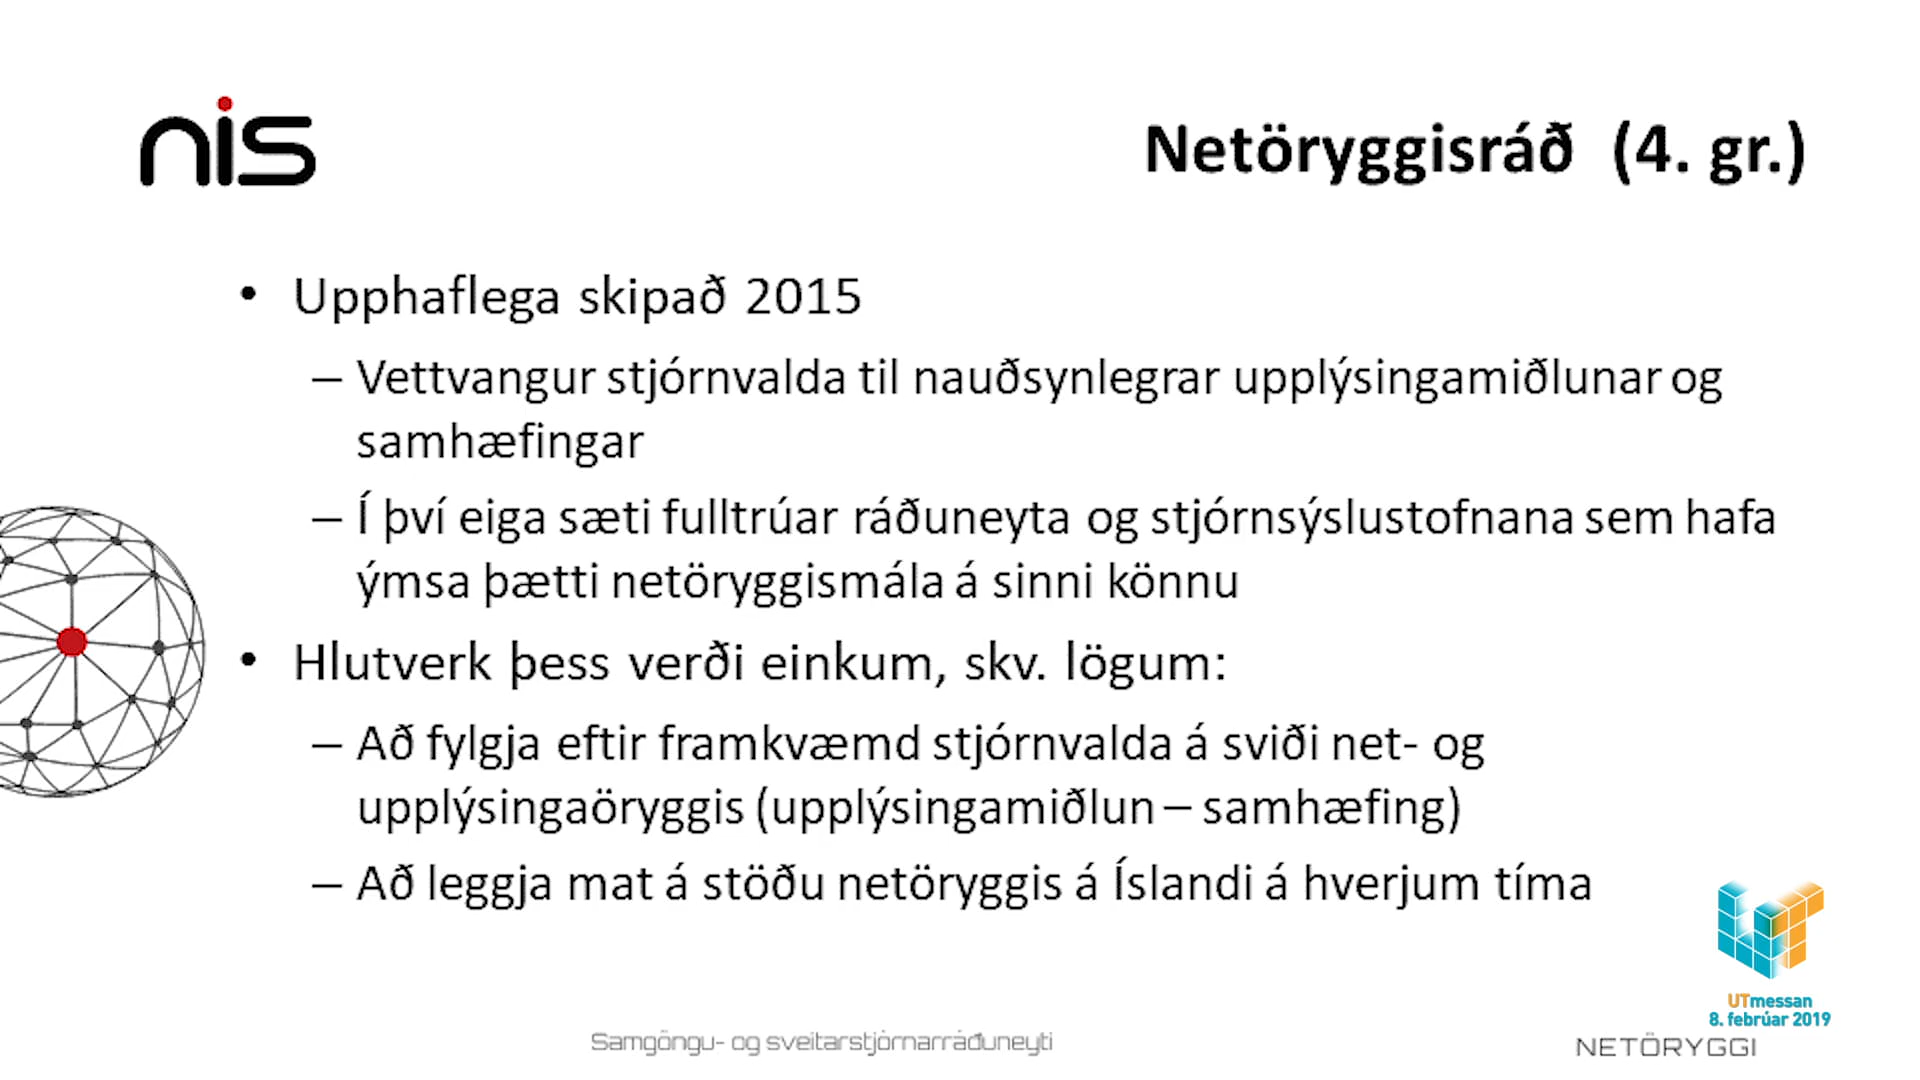 nis
Netöryggisráð (4. gr.)
• Upphaflega skipað 2015
– Vettvangur stjórnvalda til nauðsynlegrar upplýsingamiðlunar og
samhæfingar
– Í því eiga sæti fulltrúar ráðuneyta og stjórnsýslustofnana sem hafa
ýmsa þætti netöryggismála á sinni könnu
• Hlutverk þess verði einkum, skv. lögum:
– Að fylgja eftir framkvæmd stjórnvalda á sviði net- og
upplýsingaöryggis (upplýsingamiðlun – samhæfing)
– Að leggja mat á stöðu netöryggis á Íslandi á hverjum tíma
UTmessan
8. febrúar 2019
Samgöngu- og sveitarstjórnarráðuneyti
NETÖRYGGI